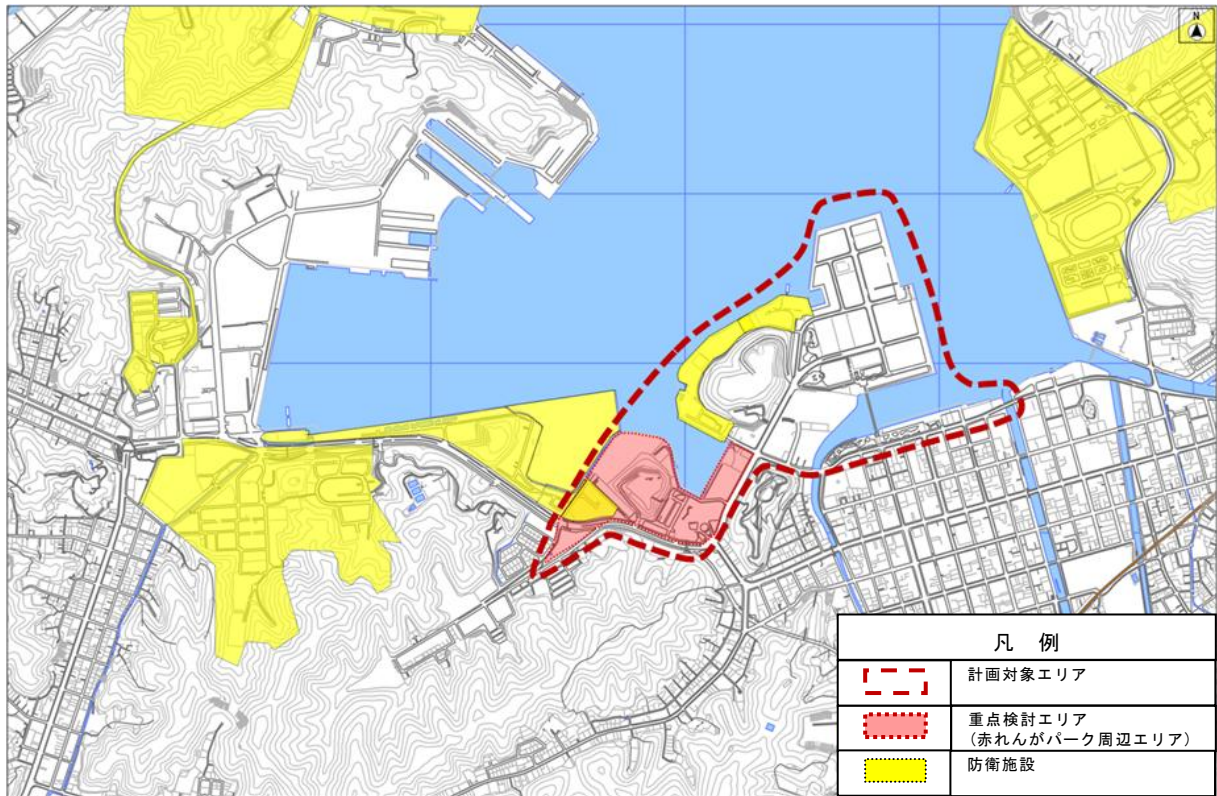 N
凡 例
計画対象エリア
重点検討エリア
(赤れんがパーク周辺エリア)
防衛施設